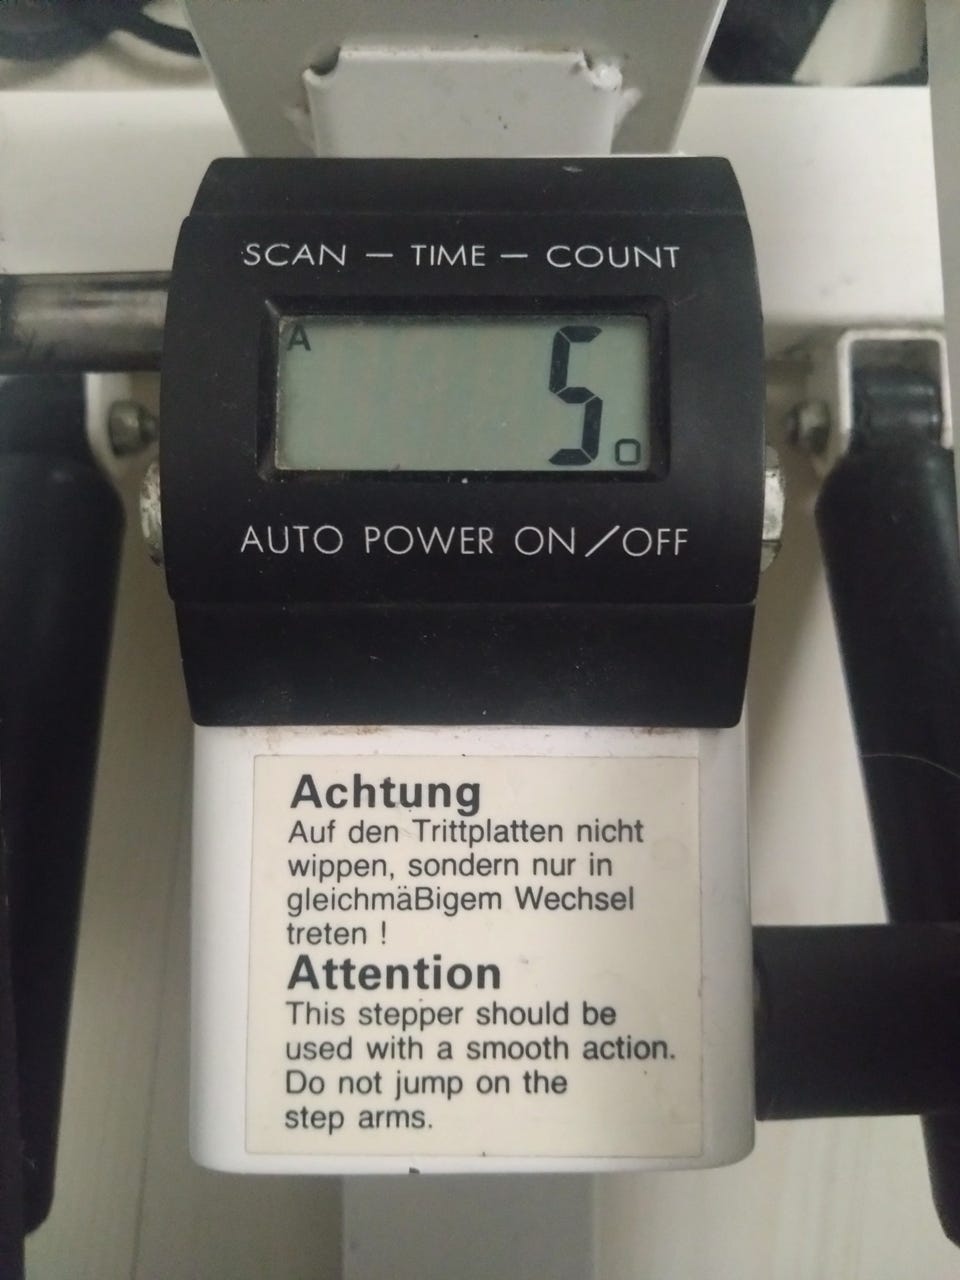 SCAN — TIME — COUNT
A
5 o
AUTO POWER ON/OFF
Achtung
Auf den Trittplatten nicht
wippen, sondern nur in
gleichmäBigem Wechsel
treten !
Attention
This stepper should be
used with a smooth action.
Do not jump on the
step arms.